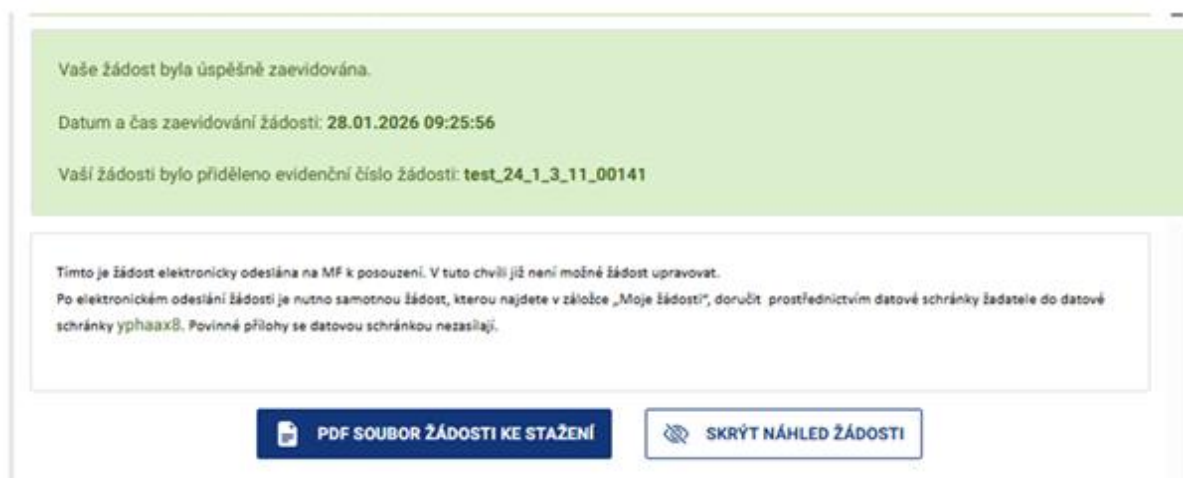 Vaše žádost byla úspěšně zaevidována.
Datum a čas zaevidování žádosti: 28.01.2026 09:25:56
Vaší žádosti bylo přiděleno evidenční číslo žádosti: test_24_1_3_11_00141
Tímto je žádost elektronicky odeslána na MF k posouzení. V tuto chvíli již není možné žádost upravovat.
Po elektronickém odeslání žádosti je nutno samotnou žádost, kterou najdete v záložce „Moje žádosti“, doručit prostřednictvím datové schránky žadatele do datové
schránky yphaax8. Povinné přílohy se datovou schránkou nezasílají.
PDF SOUBOR ŽÁDOSTI KE STAŽENÍ
SKRÝT NÁHLED ŽÁDOSTI